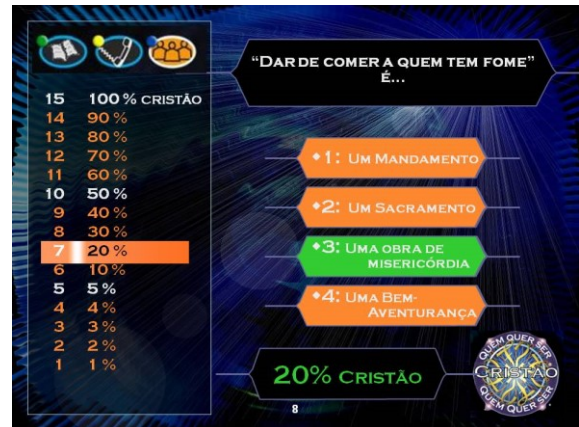 15 100 % CRISTÃO
14 90 %
13 80 %
12 70 %
11 60 %
10 50 %
9 40 %
8 30 %
7 20 %
6 10 %
5 5 %
4 4 %
3 3 %
2 2 %
1 1 %
“DAR DE COMER A QUEM TEM FOME”
É...
1: UM MANDAMENTO
2: UM SACRAMENTO
3: UMA OBRA DE
MISERICÓRDIA
4: UMA BEM-
AVENTURANÇA
20% CRISTÃO
8
QUEM QUER SER
CRISTÃO
QUEM QUER SER